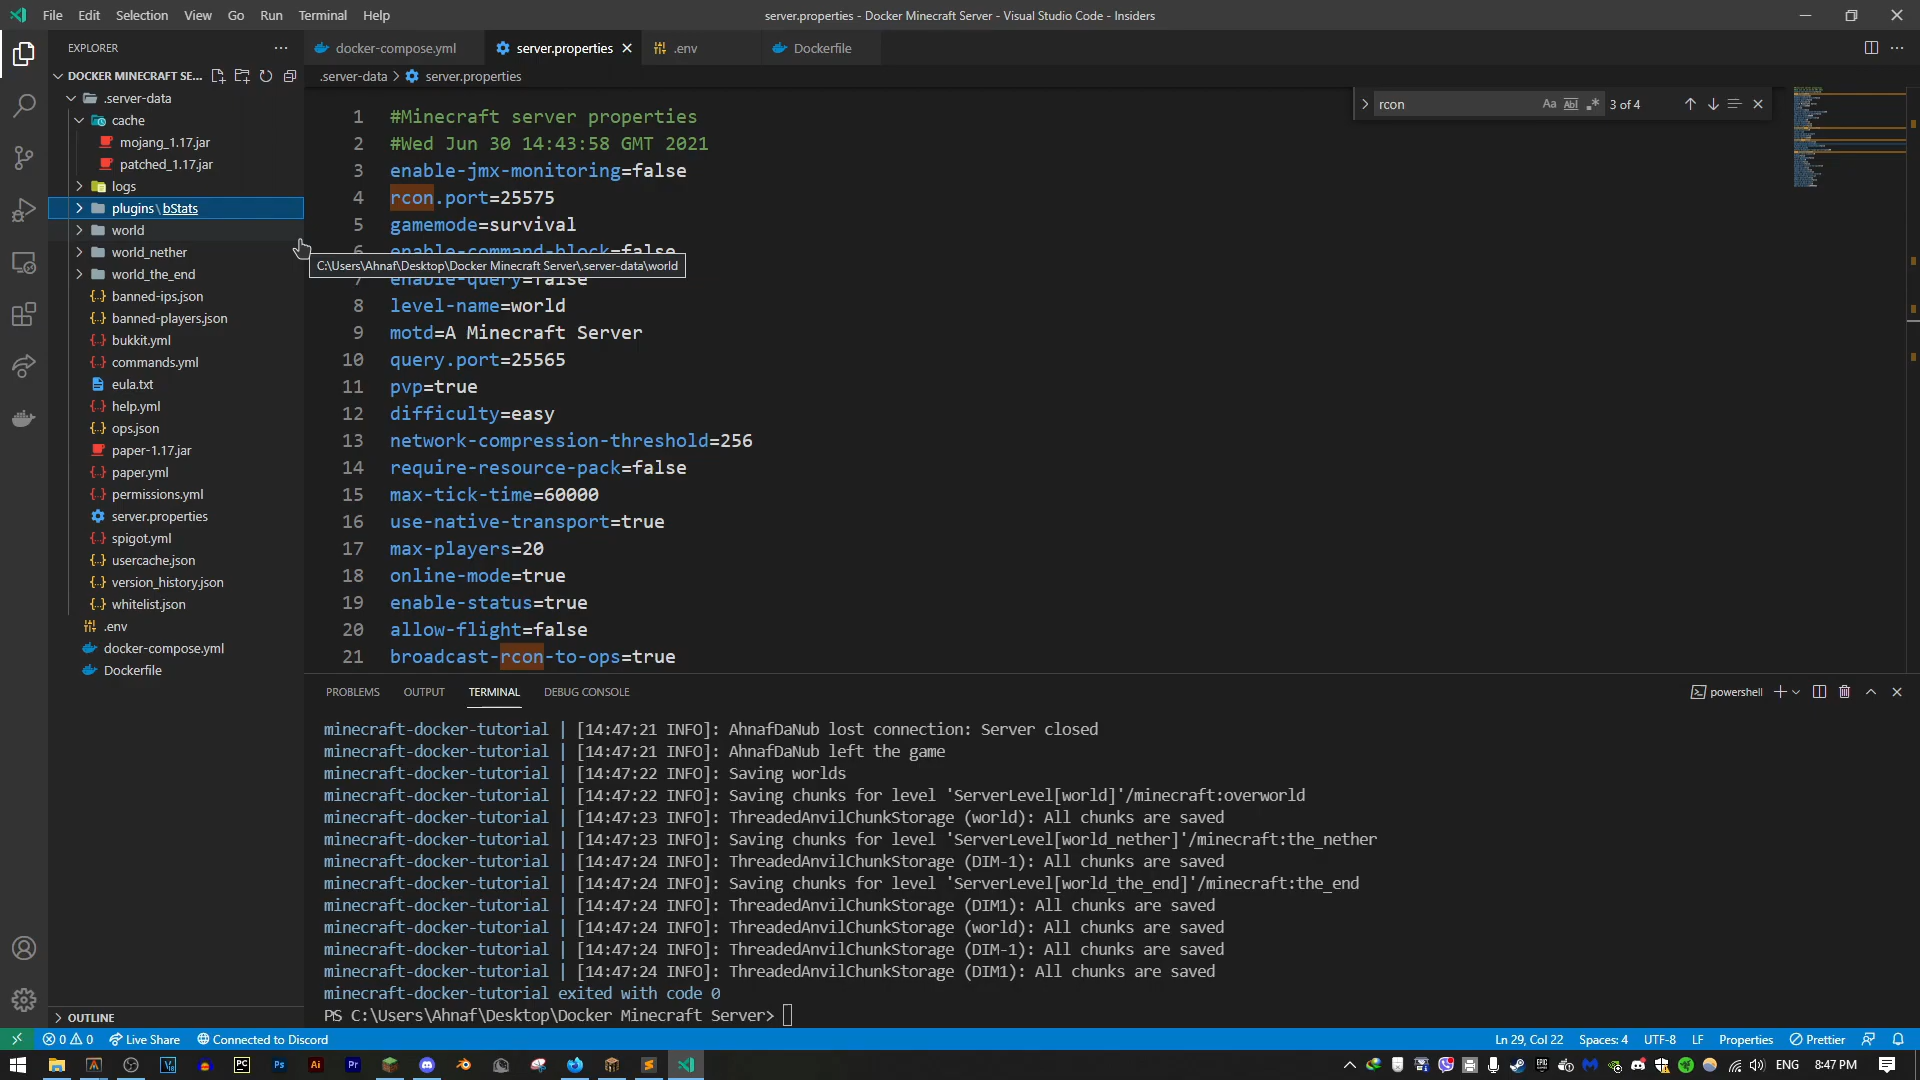 File Edit Selection View Go Run Terminal Help
server.properties - Docker Minecraft Server - Visual Studio Code - Insiders
EXPLORER
docker-compose.yml
server.properties
.env
Dockerfile
DOCKER MINECRAFT SE...
.server-data > server.properties
.server-data
cache
mojang_1.17.jar
patched_1.17.jar
logs
plugins\bStats
world
world_nether
world_the_end
banned-ips.json
banned-players.json
bukkit.yml
commands.yml
eula.txt
help.yml
ops.json
paper-1.17.jar
paper.yml
permissions.yml
server.properties
spigot.yml
usercache.json
version_history.json
whitelist.json
.env
docker-compose.yml
Dockerfile
OUTLINE
rcon Aa Abl .* 3 of 4
1 #Minecraft server properties
2 #Wed Jun 30 14:43:58 GMT 2021
3 enable-jmx-monitoring=false
4 rcon.port=25575
5 gamemode=survival
6 enable-command-block=false
C:\Users\Ahnaf\Desktop\Docker Minecraft Server\.server-data\world
7 enable-query=false
8 level-name=world
9 motd=A Minecraft Server
10 query.port=25565
11 pvp=true
12 difficulty=easy
13 network-compression-threshold=256
14 require-resource-pack=false
15 max-tick-time=60000
16 use-native-transport=true
17 max-players=20
18 online-mode=true
19 enable-status=true
20 allow-flight=false
21 broadcast-rcon-to-ops=true
PROBLEMS OUTPUT TERMINAL DEBUG CONSOLE
powershell
minecraft-docker-tutorial | [14:47:21 INFO]: AhnafDaNub lost connection: Server closed
minecraft-docker-tutorial | [14:47:21 INFO]: AhnafDaNub left the game
minecraft-docker-tutorial | [14:47:22 INFO]: Saving worlds
minecraft-docker-tutorial | [14:47:22 INFO]: Saving chunks for level 'ServerLevel[world]'/minecraft:overworld
minecraft-docker-tutorial | [14:47:23 INFO]: ThreadedAnvilChunkStorage (world): All chunks are saved
minecraft-docker-tutorial | [14:47:23 INFO]: Saving chunks for level 'ServerLevel[world_nether]'/minecraft:the_nether
minecraft-docker-tutorial | [14:47:24 INFO]: ThreadedAnvilChunkStorage (DIM-1): All chunks are saved
minecraft-docker-tutorial | [14:47:24 INFO]: Saving chunks for level 'ServerLevel[world_the_end]'/minecraft:the_end
minecraft-docker-tutorial | [14:47:24 INFO]: ThreadedAnvilChunkStorage (DIM1): All chunks are saved
minecraft-docker-tutorial | [14:47:24 INFO]: ThreadedAnvilChunkStorage (world): All chunks are saved
minecraft-docker-tutorial | [14:47:24 INFO]: ThreadedAnvilChunkStorage (DIM-1): All chunks are saved
minecraft-docker-tutorial | [14:47:24 INFO]: ThreadedAnvilChunkStorage (DIM1): All chunks are saved
minecraft-docker-tutorial exited with code 0
PS C:\Users\Ahnaf\Desktop\Docker Minecraft Server>
0 0 Live Share Connected to Discord
Ln 29, Col 22 Spaces: 4 UTF-8 LF Properties Prettier
PC Ps Ai Pr
ENG 8:47 PM